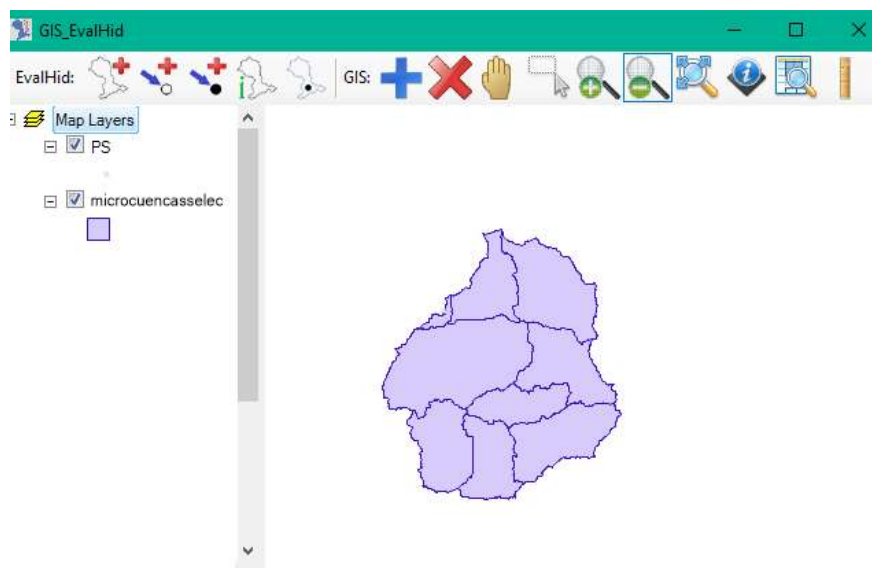 GIS_EvalHid
EvalHid: GIS:
Map Layers
PS
microcuencasselec